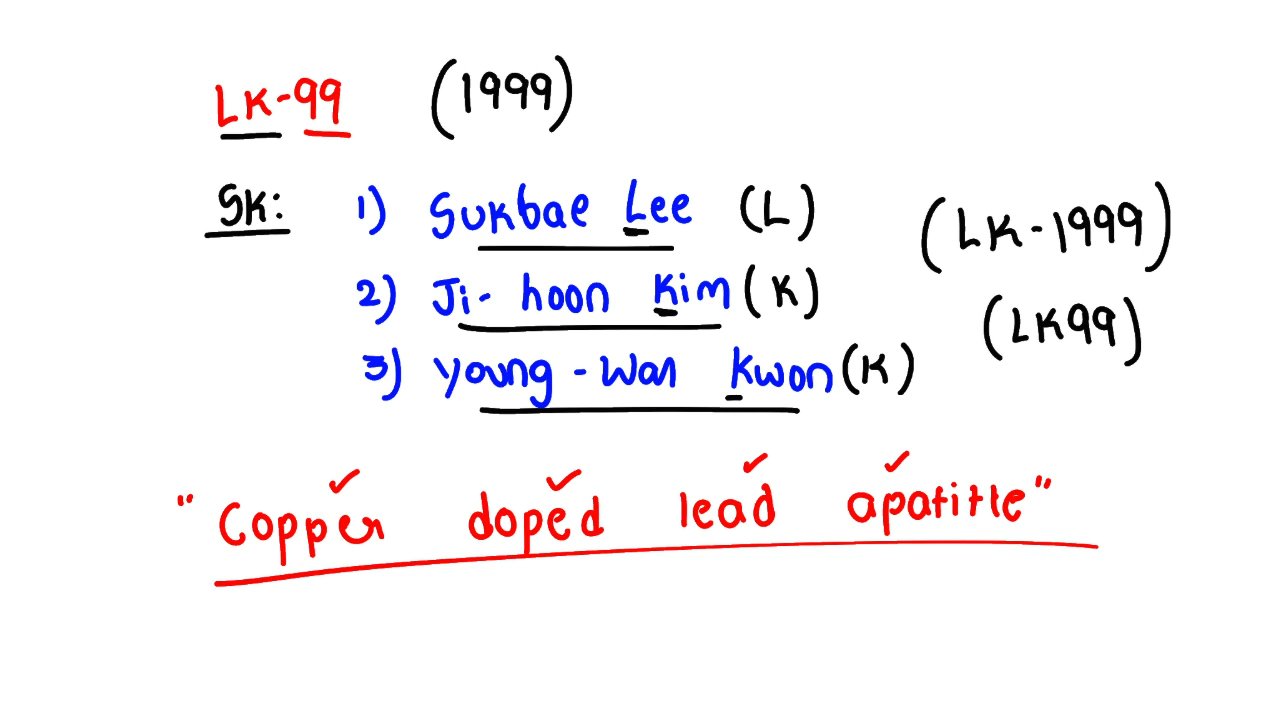 LK-99 (1999)
SK: 1) Sukbae Lee (L)
(LK-1999)
2) Ji-hoon Kim (K)
(LK99)
3) Young-Wan Kwon (K)
"Copper doped lead apatitle"